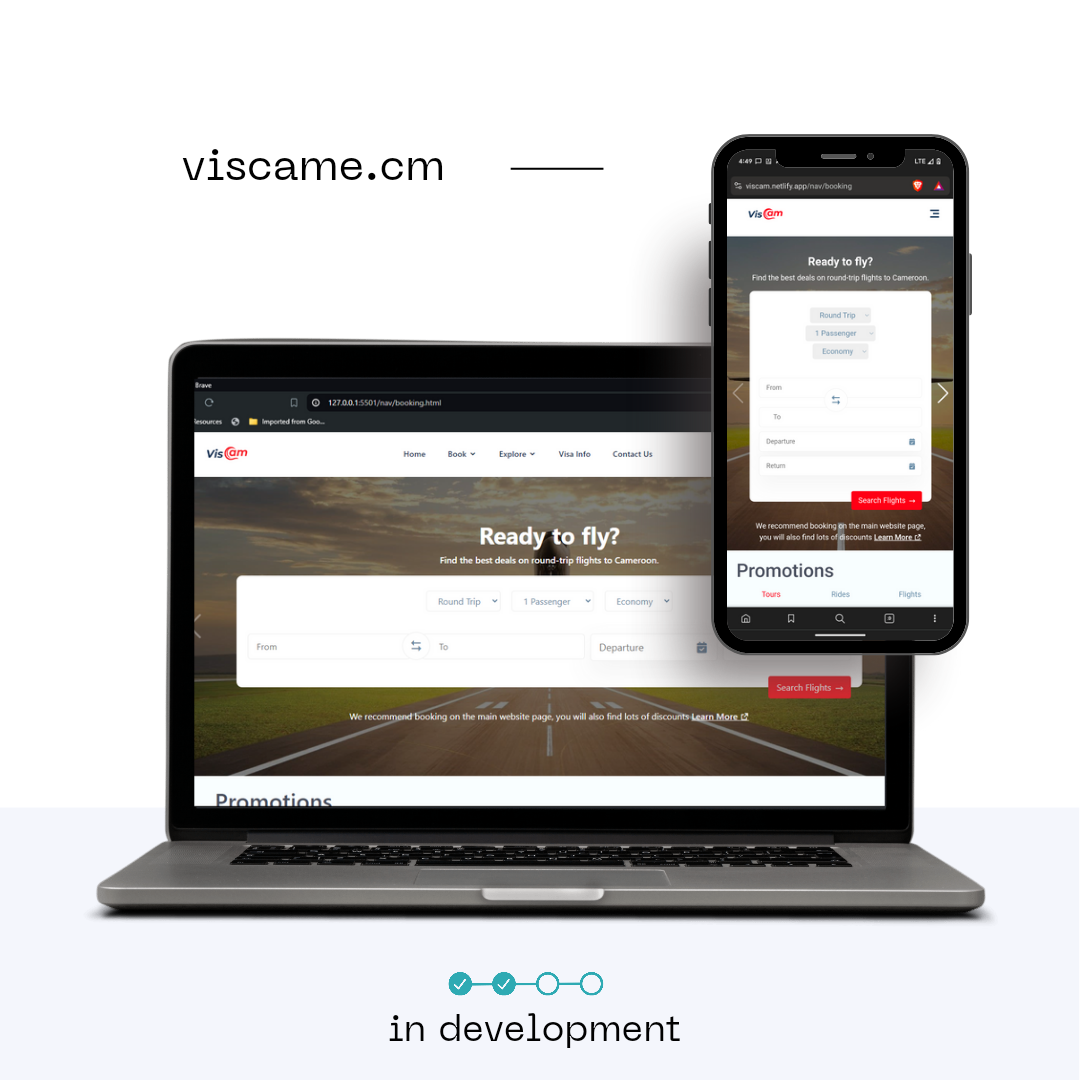 viscame.cm
4:49
LTE
viscam.netlify.app/nav/booking
VisCam
Ready to fly?
Find the best deals on round-trip flights to Cameroon.
Round Trip
1 Passenger
Economy
From
To
Departure
Return
Search Flights →
We recommend booking on the main website page,
you will also find lots of discounts Learn More
Promotions
Tours Rides Flights
Brave
127.0.0.1:5501/nav/booking.html
Resources Imported from Goo...
VisCam Home Book Explore Visa Info Contact Us
Ready to fly?
Find the best deals on round-trip flights to Cameroon.
Round Trip 1 Passenger Economy
From To Departure
Search Flights →
We recommend booking on the main website page, you will also find lots of discounts Learn More
Promotions
in development